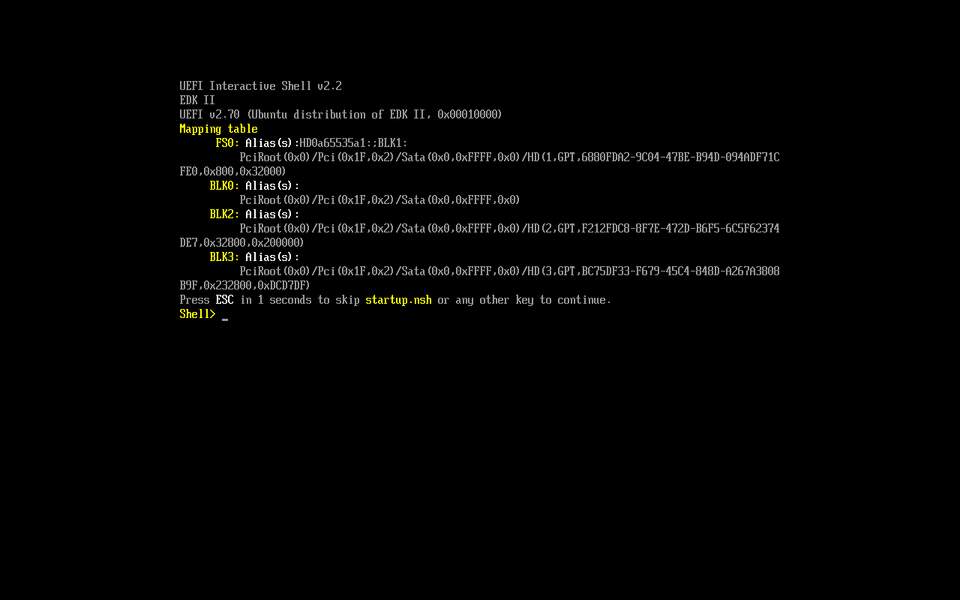 UEFI Interactive Shell v2.2
EDK II
UEFI v2.70 (Ubuntu distribution of EDK II, 0x00010000)
Mapping table
FS0: Alias(s):HD0a65535a1:;BLK1:
PciRoot(0x0)/Pci(0x1F,0x2)/Sata(0x0,0xFFFF,0x0)/HD(1,GPT,6880FDA2-9C04-47BE-B94D-094ADF71C
FE0,0x800,0x32000)
BLK0: Alias(s):
PciRoot(0x0)/Pci(0x1F,0x2)/Sata(0x0,0xFFFF,0x0)
BLK2: Alias(s):
PciRoot(0x0)/Pci(0x1F,0x2)/Sata(0x0,0xFFFF,0x0)/HD(2,GPT,F212FDC8-8F7E-472D-B6F5-6C5F62374
DE7,0x32800,0x200000)
BLK3: Alias(s):
PciRoot(0x0)/Pci(0x1F,0x2)/Sata(0x0,0xFFFF,0x0)/HD(3,GPT,BC75DF33-F679-45C4-848D-A267A3808
B9F,0x232800,0xDCD7DF)
Press ESC in 1 seconds to skip startup.nsh or any other key to continue.
Shell> _